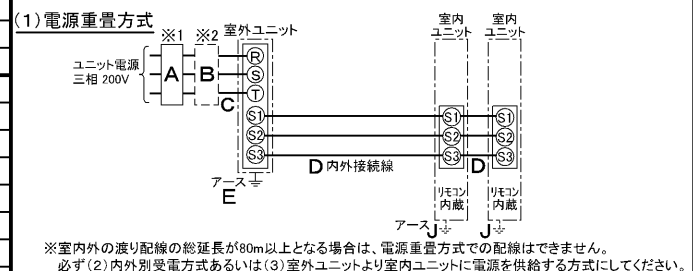 (1)電源重畳方式
※1 ※2
室外ユニット
室内
ユニット
室内
ユニット
ユニット電源
三相 200V
A
B
C
R
S
T
S1
S2
S3
S1
S2
S3
S1
S2
S3
D 内外接続線
D
アース
E
リモコン
内蔵
リモコン
内蔵
アース J
J
※室内外の渡り配線の総延長が80m以上となる場合は、電源重畳方式での配線はできません。
必ず(2)内外別受電方式あるいは(3)室外ユニットより室内ユニットに電源を供給する方式にしてください。